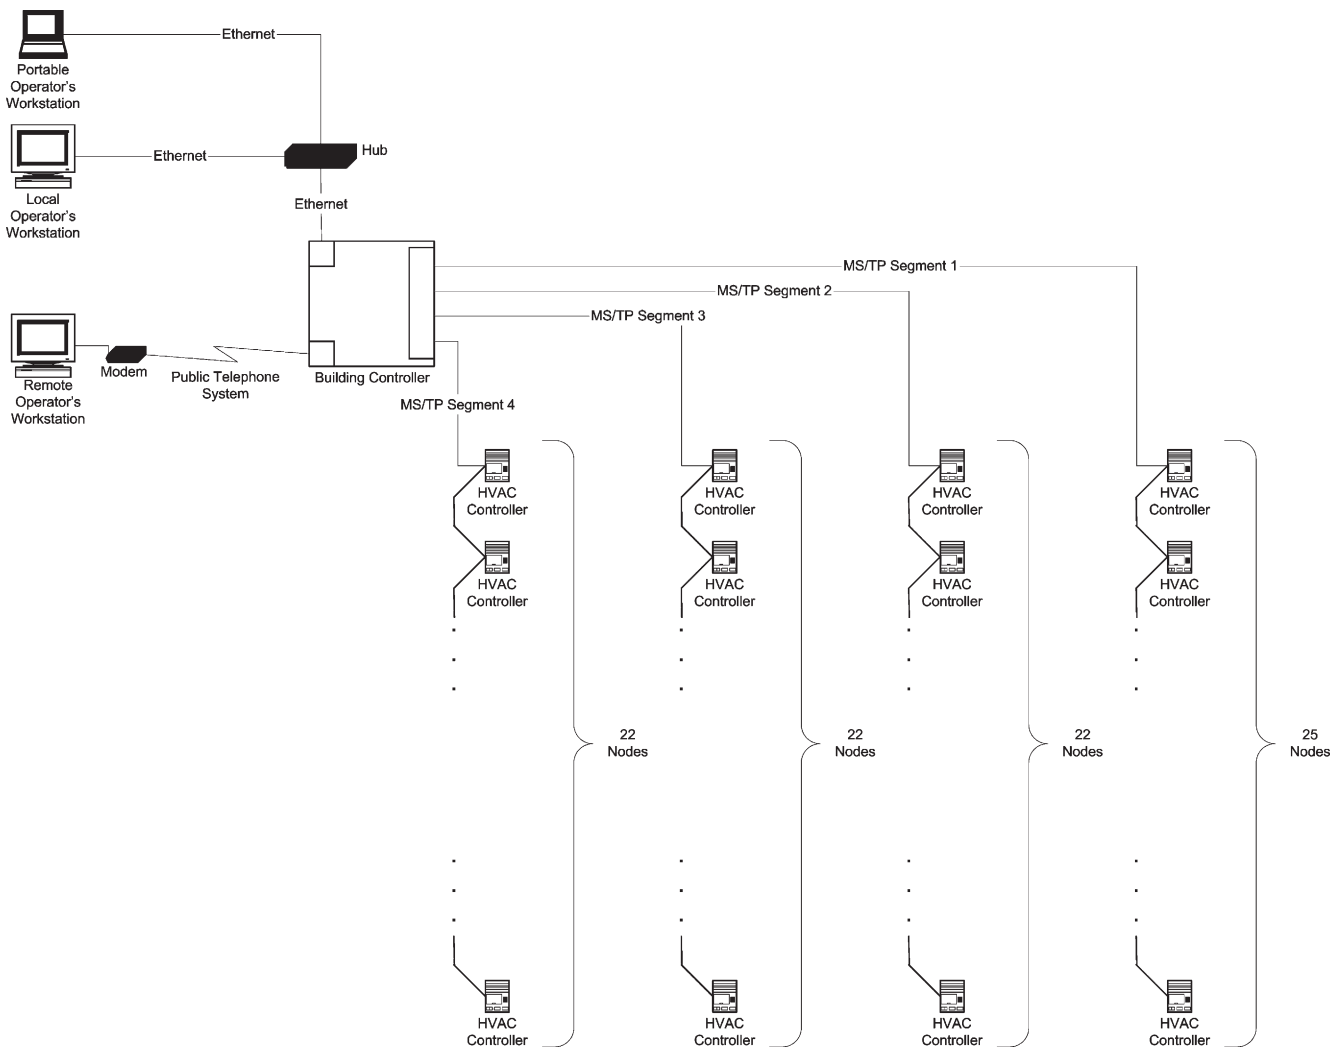 Ethernet
Portable
Operator's
Workstation
Ethernet
Hub
Local
Operator's
Workstation
Ethernet
MS/TP Segment 1
MS/TP Segment 2
MS/TP Segment 3
Modem
Public Telephone
System
Building Controller
Remote
Operator's
Workstation
MS/TP Segment 4
HVAC
Controller
HVAC
Controller
HVAC
Controller
HVAC
Controller
HVAC
Controller
HVAC
Controller
HVAC
Controller
HVAC
Controller
22
Nodes
22
Nodes
22
Nodes
25
Nodes
HVAC
Controller
HVAC
Controller
HVAC
Controller
HVAC
Controller